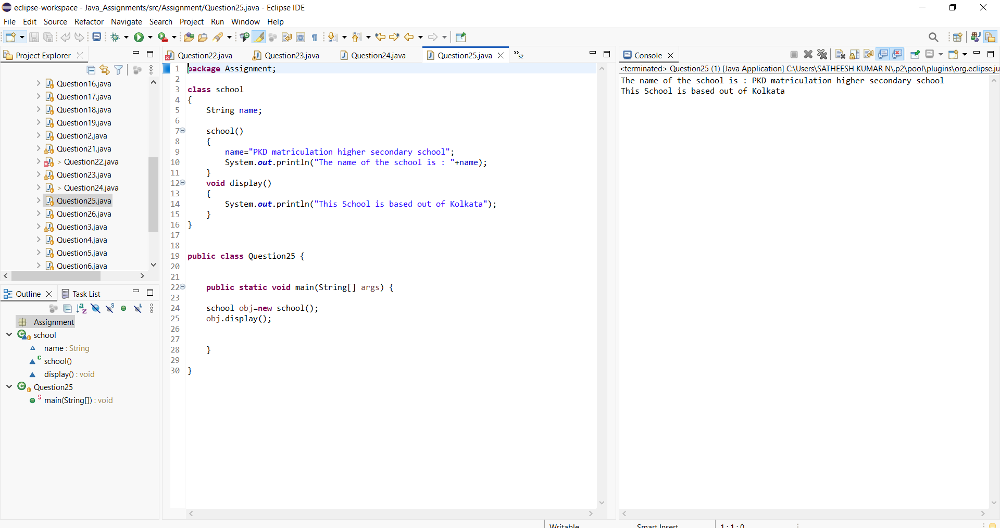 eclipse-workspace - Java_Assignments/src/Assignment/Question25.java - Eclipse IDE
File Edit Source Refactor Navigate Search Project Run Window Help
Project Explorer
Question16.java
Question17.java
Question18.java
Question19.java
Question2.java
Question21.java
> Question22.java
Question23.java
> Question24.java
Question25.java
Question26.java
Question3.java
Question4.java
Question5.java
Question6.java
Outline Task List
Assignment
school
name : String
school()
display() : void
Question25
main(String[]) : void
Question22.java Question23.java Question24.java Question25.java »52
1 package Assignment;
2
3 class school
4 {
5 String name;
6
7 school()
8 {
9 name="PKD matriculation higher secondary school";
10 System.out.println("The name of the school is : "+name);
11 }
12 void display()
13 {
14 System.out.println("This School is based out of Kolkata");
15 }
16 }
17
18
19 public class Question25 {
20
21
22 public static void main(String[] args) {
23
24 school obj=new school();
25 obj.display();
26
27
28 }
29
30 }
Console
<terminated> Question25 (1) [Java Application] C:\Users\SATHEESH KUMAR N\.p2\pool\plugins\org.eclipse.ju
The name of the school is : PKD matriculation higher secondary school
This School is based out of Kolkata
Writable Smart Insert 1 : 1 : 0